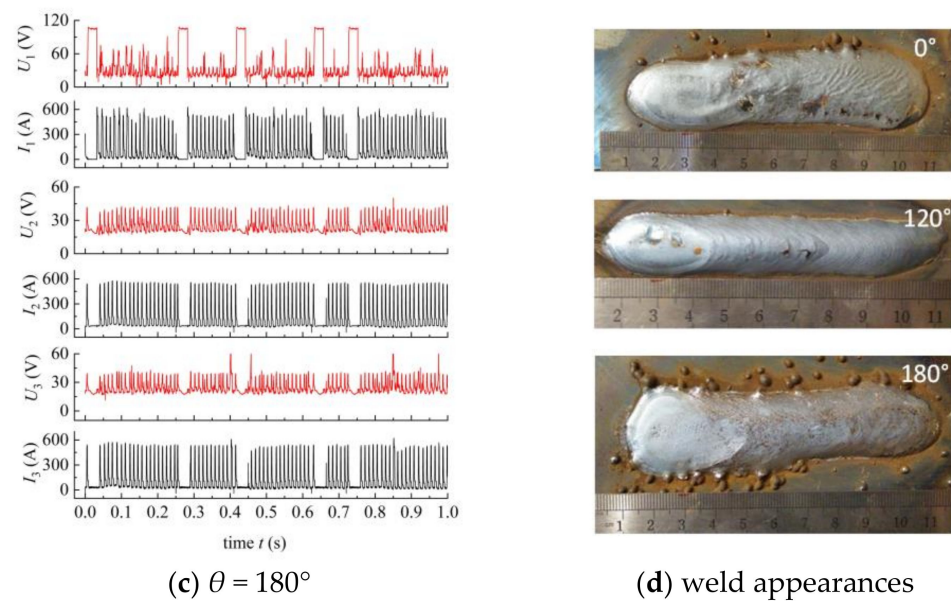 120
U1 (V)
60
0
600
I1 (A)
300
0
60
U2 (V)
30
0
600
I2 (A)
300
0
60
U3 (V)
30
0
600
I3 (A)
300
0
0.0 0.1 0.2 0.3 0.4 0.5 0.6 0.7 0.8 0.9 1.0
time t (s)
(c) θ = 180°
0°
1 2 3 4 5 6 7 8 9 10 11
120°
2 3 4 5 6 7 8 9 10 11
180°
1 2 3 4 5 6 7 8 9 10 11
(d) weld appearances